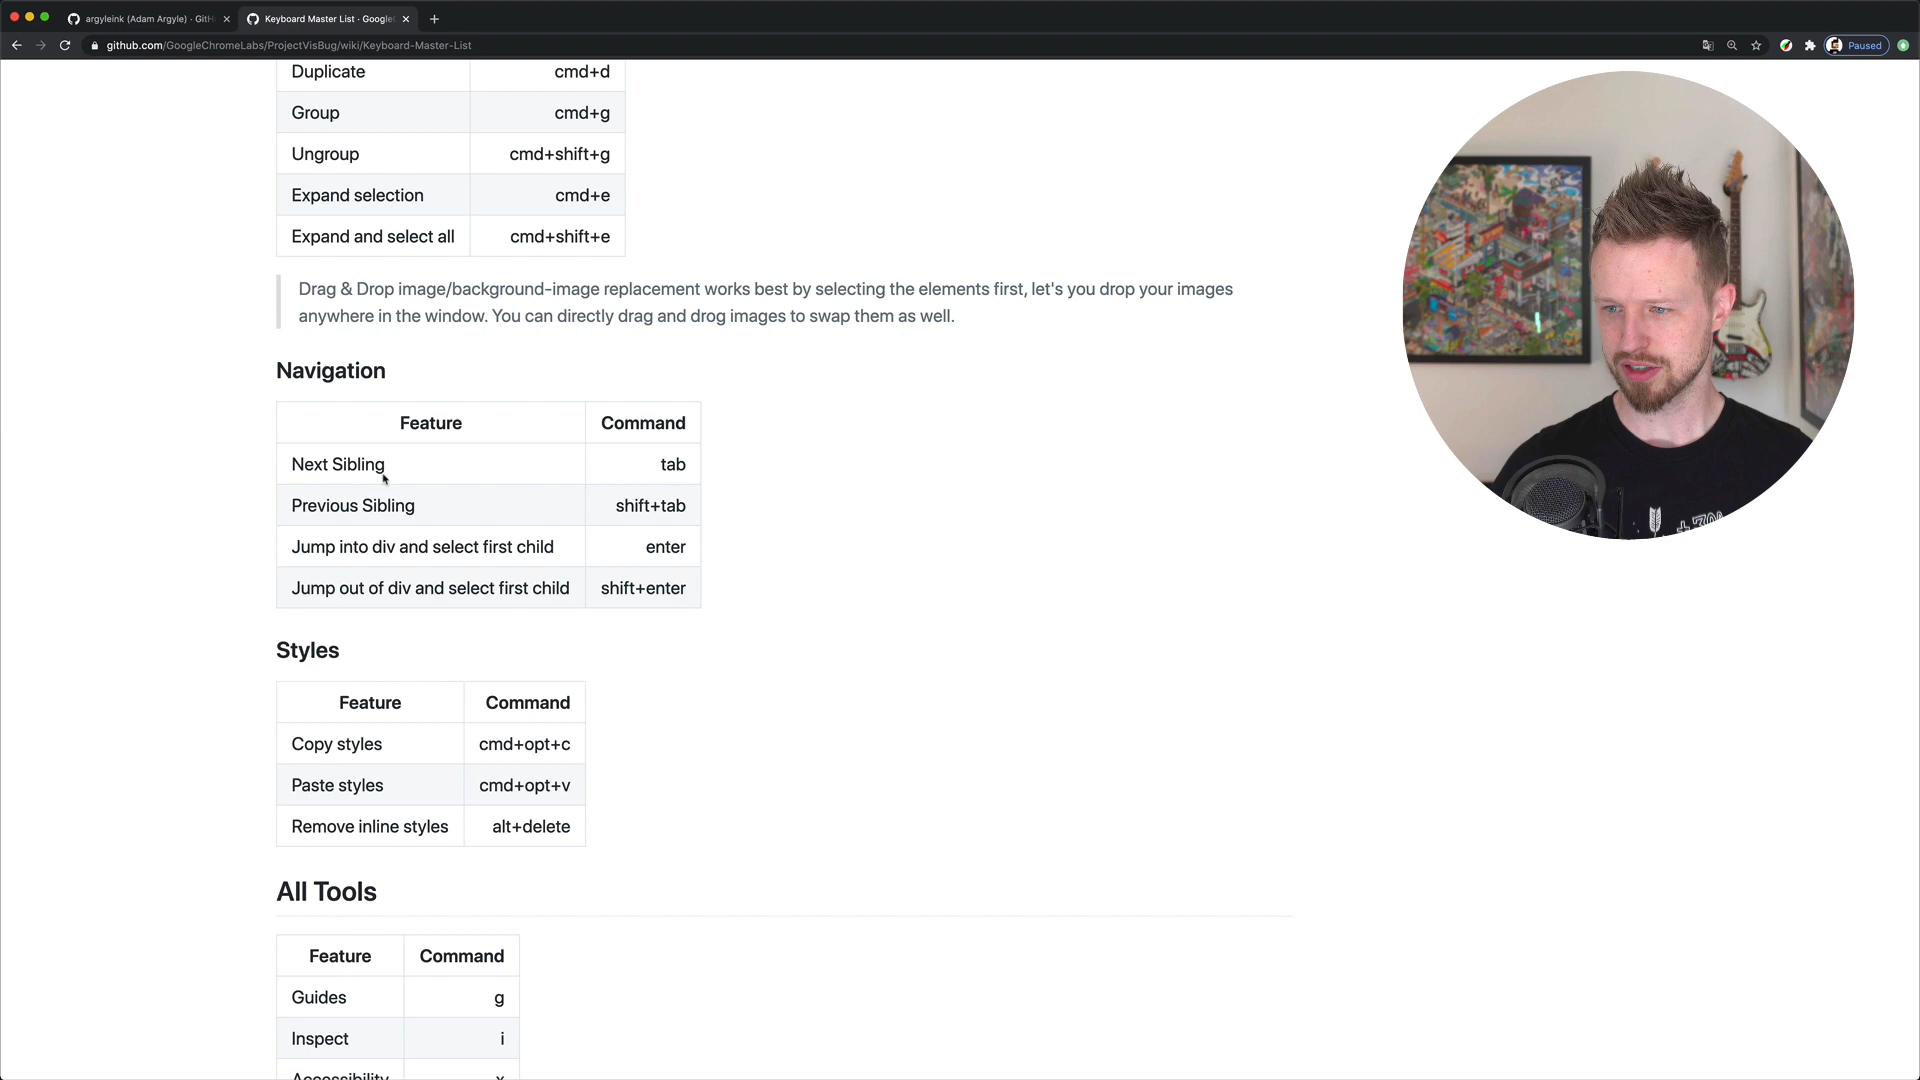 argyleink (Adam Argyle) · GitH
Keyboard Master List · Google
github.com/GoogleChromeLabs/ProjectVisBug/wiki/Keyboard-Master-List
Paused
Duplicate cmd+d
Group cmd+g
Ungroup cmd+shift+g
Expand selection cmd+e
Expand and select all cmd+shift+e
Drag & Drop image/background-image replacement works best by selecting the elements first, let's you drop your images
anywhere in the window. You can directly drag and drog images to swap them as well.
Navigation
Feature Command
Next Sibling tab
Previous Sibling shift+tab
Jump into div and select first child enter
Jump out of div and select first child shift+enter
Styles
Feature Command
Copy styles cmd+opt+c
Paste styles cmd+opt+v
Remove inline styles alt+delete
All Tools
Feature Command
Guides g
Inspect i
Accessibility x